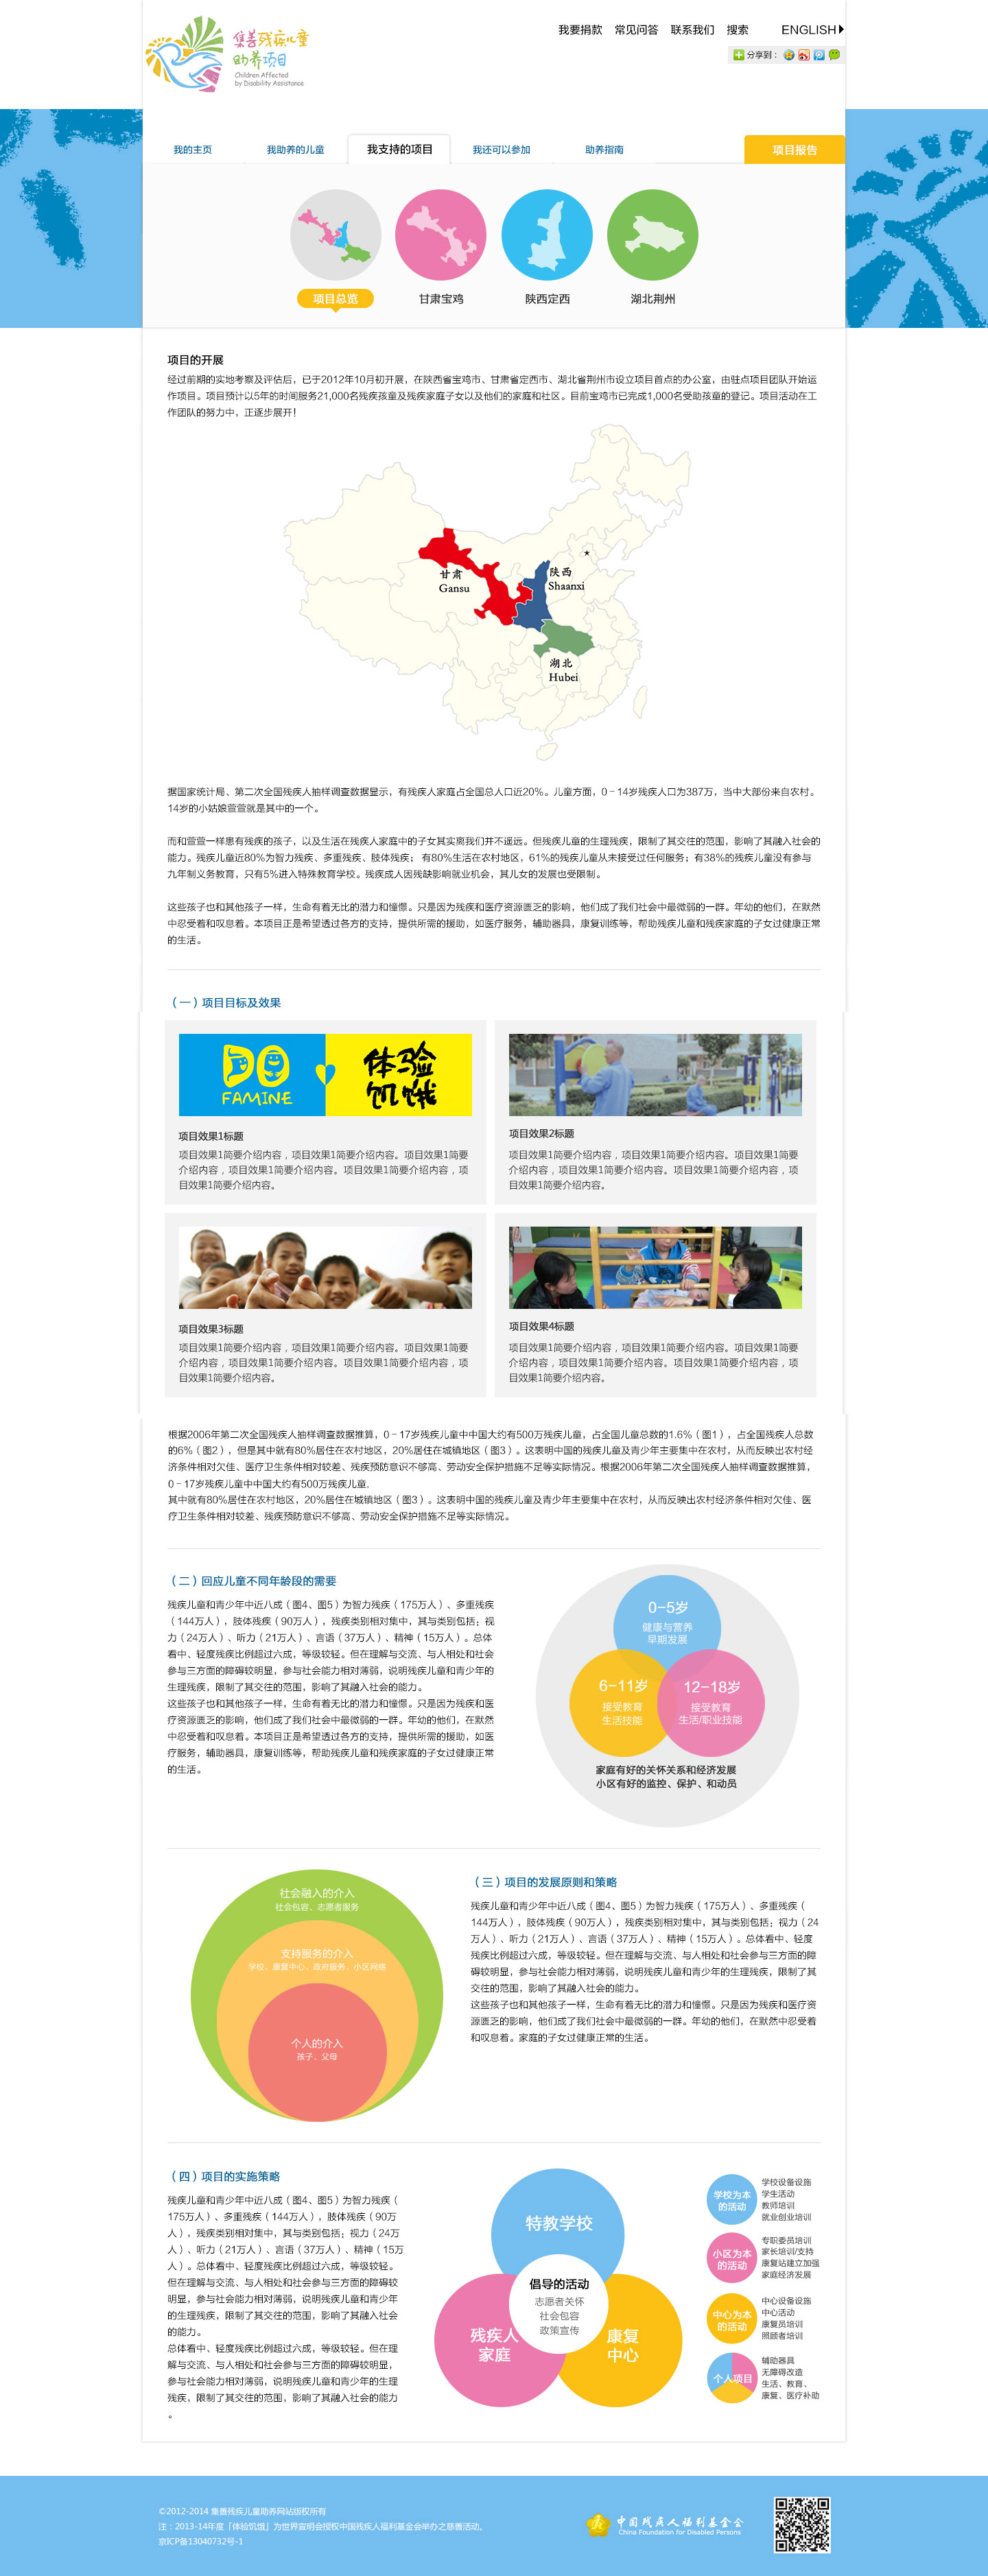 集善残疾儿童
助养项目
Children Affected
by Disability Assistance
我要捐款 常见问答 联系我们 搜索 ENGLISH
分享到：
我的主页 我助养的儿童 我支持的项目 我还可以参加 助养指南 项目报告
项目总览 甘肃宝鸡 陕西定西 湖北荆州
项目的开展
经过前期的实地考察及评估后，已于2012年10月初开展，在陕西省宝鸡市、甘肃省定西市、湖北省荆州市设立项目首点的办公室，由驻点项目团队开始运
作项目。项目预计以5年的时间服务21,000名残疾孩童及残疾家庭子女以及他们的家庭和社区。目前宝鸡市已完成1,000名受助孩童的登记。项目活动在工
作团队的努力中，正逐步展开！
甘肃
Gansu
陕西
Shaanxi
湖北
Hubei
据国家统计局、第二次全国残疾人抽样调查数据显示，有残疾人家庭占全国总人口近20%。儿童方面，0－14岁残疾人口为387万，当中大部份来自农村。
14岁的小姑娘萱萱就是其中的一个。
而和萱萱一样患有残疾的孩子，以及生活在残疾人家庭中的子女其实离我们并不遥远。但残疾儿童的生理残疾，限制了其交往的范围，影响了其融入社会的
能力。残疾儿童近80%为智力残疾、多重残疾、肢体残疾； 有80%生活在农村地区，61%的残疾儿童从未接受过任何服务；有38%的残疾儿童没有参与
九年制义务教育，只有5%进入特殊教育学校。残疾成人因残缺影响就业机会，其儿女的发展也受限制。
这些孩子也和其他孩子一样，生命有着无比的潜力和憧憬。只是因为残疾和医疗资源匮乏的影响，他们成了我们社会中最微弱的一群。年幼的他们，在默然
中忍受着和叹息着。本项目正是希望透过各方的支持，提供所需的援助，如医疗服务，辅助器具，康复训练等，帮助残疾儿童和残疾家庭的子女过健康正常
的生活。
（一）项目目标及效果
DO
FAMINE
体验
饥饿
项目效果1标题
项目效果1简要介绍内容，项目效果1简要介绍内容。项目效果1简要
介绍内容，项目效果1简要介绍内容。项目效果1简要介绍内容，项
目效果1简要介绍内容。
项目效果2标题
项目效果1简要介绍内容，项目效果1简要介绍内容。项目效果1简要
介绍内容，项目效果1简要介绍内容。项目效果1简要介绍内容，项
目效果1简要介绍内容。
项目效果3标题
项目效果1简要介绍内容，项目效果1简要介绍内容。项目效果1简要
介绍内容，项目效果1简要介绍内容。项目效果1简要介绍内容，项
目效果1简要介绍内容。
项目效果4标题
项目效果1简要介绍内容，项目效果1简要介绍内容。项目效果1简要
介绍内容，项目效果1简要介绍内容。项目效果1简要介绍内容，项
目效果1简要介绍内容。
根据2006年第二次全国残疾人抽样调查数据推算，0－17岁残疾儿童中中国大约有500万残疾儿童，占全国儿童总数的1.6%（图1），占全国残疾人总数
的6%（图2），但是其中就有80%居住在农村地区，20%居住在城镇地区（图3）。这表明中国的残疾儿童及青少年主要集中在农村，从而反映出农村经
济条件相对欠佳、医疗卫生条件相对较差、残疾预防意识不够高、劳动安全保护措施不足等实际情况。根据2006年第二次全国残疾人抽样调查数据推算，
0－17岁残疾儿童中中国大约有500万残疾儿童.
其中就有80%居住在农村地区，20%居住在城镇地区（图3）。这表明中国的残疾儿童及青少年主要集中在农村，从而反映出农村经济条件相对欠佳、医
疗卫生条件相对较差、残疾预防意识不够高、劳动安全保护措施不足等实际情况。
（二）回应儿童不同年龄段的需要
残疾儿童和青少年中近八成（图4、图5）为智力残疾（175万人）、多重残疾
（144万人），肢体残疾（90万人），残疾类别相对集中，其与类别包括；视
力（24万人）、听力（21万人）、言语（37万人）、精神（15万人）。总体
看中、轻度残疾比例超过六成，等级较轻。但在理解与交流、与人相处和社会
参与三方面的障碍较明显，参与社会能力相对薄弱，说明残疾儿童和青少年的
生理残疾，限制了其交往的范围，影响了其融入社会的能力。
这些孩子也和其他孩子一样，生命有着无比的潜力和憧憬。只是因为残疾和医
疗资源匮乏的影响，他们成了我们社会中最微弱的一群。年幼的他们，在默然
中忍受着和叹息着。本项目正是希望透过各方的支持，提供所需的援助，如医
疗服务，辅助器具，康复训练等，帮助残疾儿童和残疾家庭的子女过健康正常
的生活。
0-5岁
健康与营养
早期发展
6-11岁
接受教育
生活技能
12-18岁
接受教育
生活/职业技能
家庭有好的关怀关系和经济发展
小区有好的监控、保护、和动员
社会融入的介入
社会包容、志愿者服务
支持服务的介入
学校、康复中心、政府服务、小区网络
个人的介入
孩子、父母
（三）项目的发展原则和策略
残疾儿童和青少年中近八成（图4、图5）为智力残疾（175万人）、多重残疾（
144万人），肢体残疾（90万人），残疾类别相对集中，其与类别包括；视力（24
万人）、听力（21万人）、言语（37万人）、精神（15万人）。总体看中、轻度
残疾比例超过六成，等级较轻。但在理解与交流、与人相处和社会参与三方面的障
碍较明显，参与社会能力相对薄弱，说明残疾儿童和青少年的生理残疾，限制了其
交往的范围，影响了其融入社会的能力。
这些孩子也和其他孩子一样，生命有着无比的潜力和憧憬。只是因为残疾和医疗资
源匮乏的影响，他们成了我们社会中最微弱的一群。年幼的他们，在默然中忍受着
和叹息着。家庭的子女过健康正常的生活。
（四）项目的实施策略
残疾儿童和青少年中近八成（图4、图5）为智力残疾（
175万人）、多重残疾（144万人），肢体残疾（90万
人），残疾类别相对集中，其与类别包括；视力（24万
人）、听力（21万人）、言语（37万人）、精神（15万
人）。总体看中、轻度残疾比例超过六成，等级较轻。
但在理解与交流、与人相处和社会参与三方面的障碍较
明显，参与社会能力相对薄弱，说明残疾儿童和青少年
的生理残疾，限制了其交往的范围，影响了其融入社会
的能力。
总体看中、轻度残疾比例超过六成，等级较轻。但在理
解与交流、与人相处和社会参与三方面的障碍较明显，
参与社会能力相对薄弱，说明残疾儿童和青少年的生理
残疾，限制了其交往的范围，影响了其融入社会的能力
。
特教学校
倡导的活动
志愿者关怀
社会包容
政策宣传
残疾人
家庭
康复
中心
学校为本
的活动
学校设备设施
学生活动
教师培训
就业创业培训
小区为本
的活动
专职委员培训
家长培训/支持
康复站建立加强
家庭经济发展
中心为本
的活动
中心设备设施
中心活动
康复员培训
照顾者培训
个人项目
辅助器具
无障碍改造
生活、教育、
康复、医疗补助
©2012-2014 集善残疾儿童助养网站版权所有
注：2013-14年度「体验饥饿」为世界宣明会授权中国残疾人福利基金会举办之慈善活动。
京ICP备13040732号-1
中国残疾人福利基金会
China Foundation for Disabled Persons